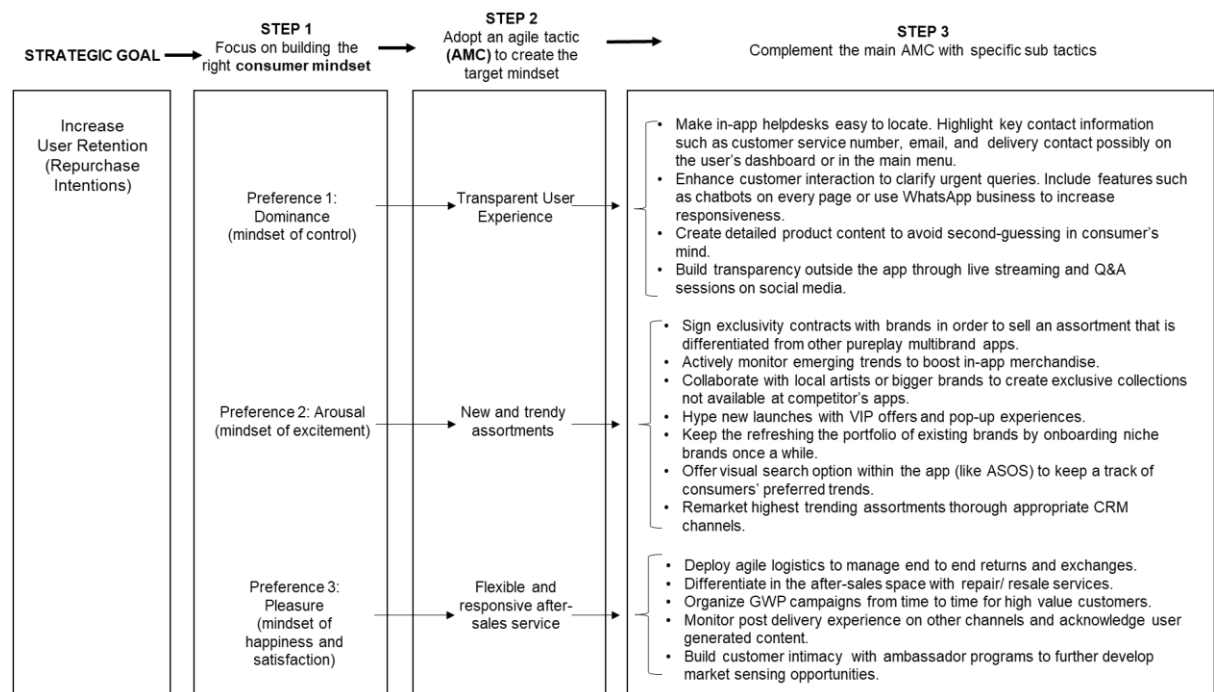 STRATEGIC GOAL
STEP 1
Focus on building the
right consumer mindset
STEP 2
Adopt an agile tactic
(AMC) to create the
target mindset
STEP 3
Complement the main AMC with specific sub tactics
Increase
User Retention
(Repurchase
Intentions)
Preference 1:
Dominance
(mindset of control)
Transparent User
Experience
• Make in-app helpdesks easy to locate. Highlight key contact information
such as customer service number, email, and delivery contact possibly on
the user's dashboard or in the main menu.
• Enhance customer interaction to clarify urgent queries. Include features such
as chatbots on every page or use WhatsApp business to increase
responsiveness.
• Create detailed product content to avoid second-guessing in consumer's
mind.
• Build transparency outside the app through live streaming and Q&A
sessions on social media.
Preference 2: Arousal
(mindset of excitement)
New and trendy
assortments
• Sign exclusivity contracts with brands in order to sell an assortment that is
differentiated from other pureplay multibrand apps.
• Actively monitor emerging trends to boost in-app merchandise.
• Collaborate with local artists or bigger brands to create exclusive collections
not available at competitor's apps.
• Hype new launches with VIP offers and pop-up experiences.
• Keep the refreshing the portfolio of existing brands by onboarding niche
brands once a while.
• Offer visual search option within the app (like ASOS) to keep a track of
consumers' preferred trends.
• Remarket highest trending assortments thorough appropriate CRM
channels.
Preference 3:
Pleasure
(mindset of
happiness and
satisfaction)
Flexible and
responsive after-
sales service
• Deploy agile logistics to manage end to end returns and exchanges.
• Differentiate in the after-sales space with repair/ resale services.
• Organize GWP campaigns from time to time for high value customers.
• Monitor post delivery experience on other channels and acknowledge user
generated content.
• Build customer intimacy with ambassador programs to further develop
market sensing opportunities.